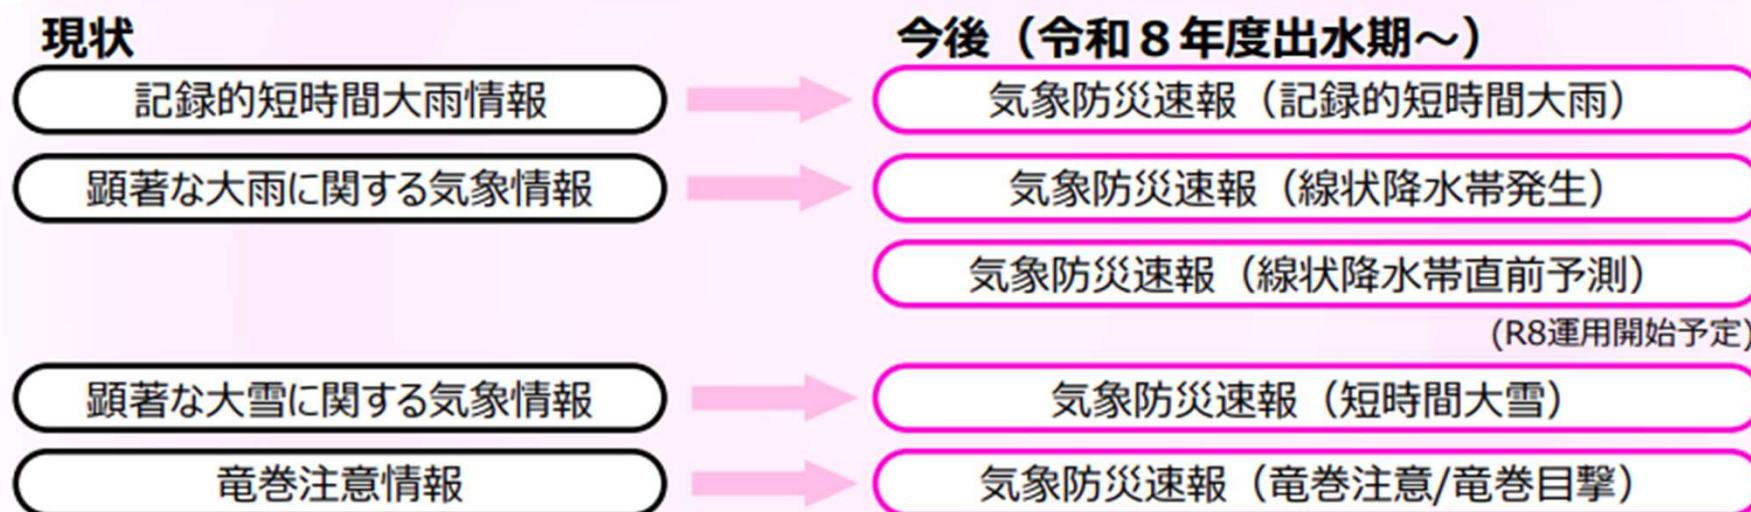 現状
今後（令和８年度出水期～）
記録的短時間大雨情報
気象防災速報（記録的短時間大雨）
顕著な大雨に関する気象情報
気象防災速報（線状降水帯発生）
気象防災速報（線状降水帯直前予測）
(R8運用開始予定)
顕著な大雪に関する気象情報
気象防災速報（短時間大雪）
竜巻注意情報
気象防災速報（竜巻注意/竜巻目撃）